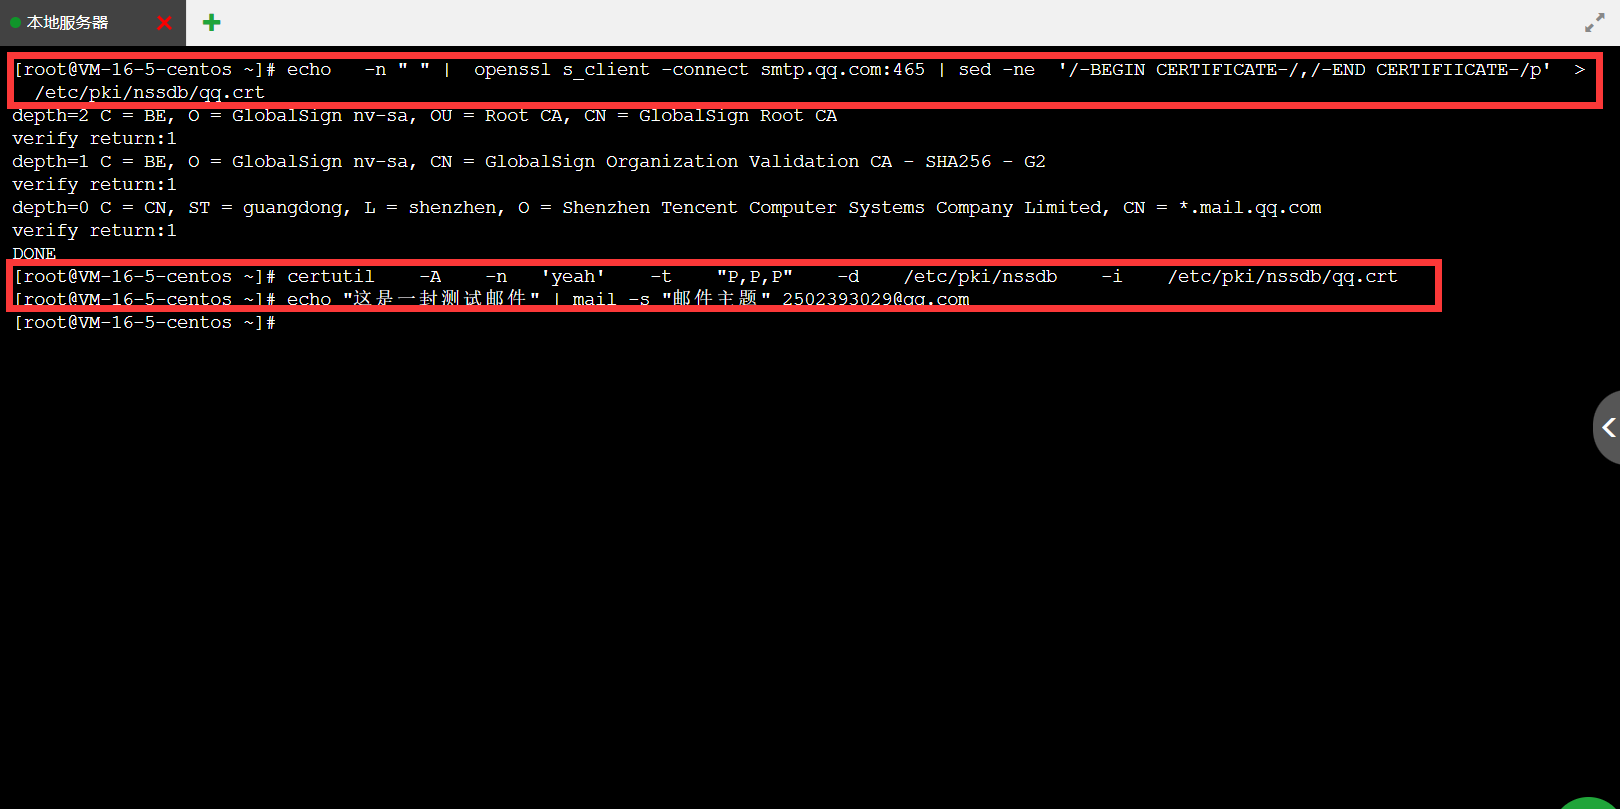 本地服务器
[root@VM-16-5-centos ~]# echo   -n " " |  openssl s_client -connect smtp.qq.com:465 | sed -ne  '/-BEGIN CERTIFICATE-/,/-END CERTIFIICATE-/p'  >
/etc/pki/nssdb/qq.crt
depth=2 C = BE, O = GlobalSign nv-sa, OU = Root CA, CN = GlobalSign Root CA
verify return:1
depth=1 C = BE, O = GlobalSign nv-sa, CN = GlobalSign Organization Validation CA - SHA256 - G2
verify return:1
depth=0 C = CN, ST = guangdong, L = shenzhen, O = Shenzhen Tencent Computer Systems Company Limited, CN = *.mail.qq.com
verify return:1
DONE
[root@VM-16-5-centos ~]# certutil    -A    -n   'yeah'    -t    "P,P,P"    -d    /etc/pki/nssdb    -i    /etc/pki/nssdb/qq.crt
[root@VM-16-5-centos ~]# echo "这是一封测试邮件" | mail -s "邮件主题" 2502393029@qq.com
[root@VM-16-5-centos ~]#